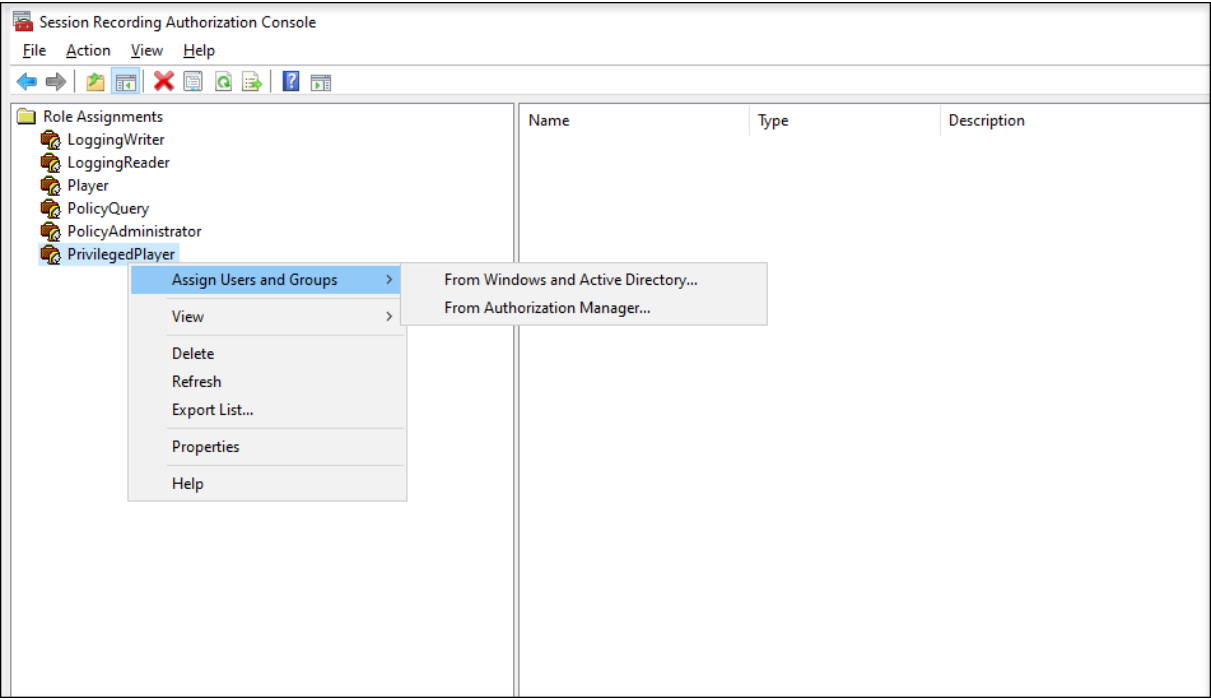 Session Recording Authorization Console
File Action View Help
Role Assignments
LoggingWriter
LoggingReader
Player
PolicyQuery
PolicyAdministrator
PrivilegedPlayer
Name Type Description
Assign Users and Groups
View
Delete
Refresh
Export List...
Properties
Help
From Windows and Active Directory...
From Authorization Manager...